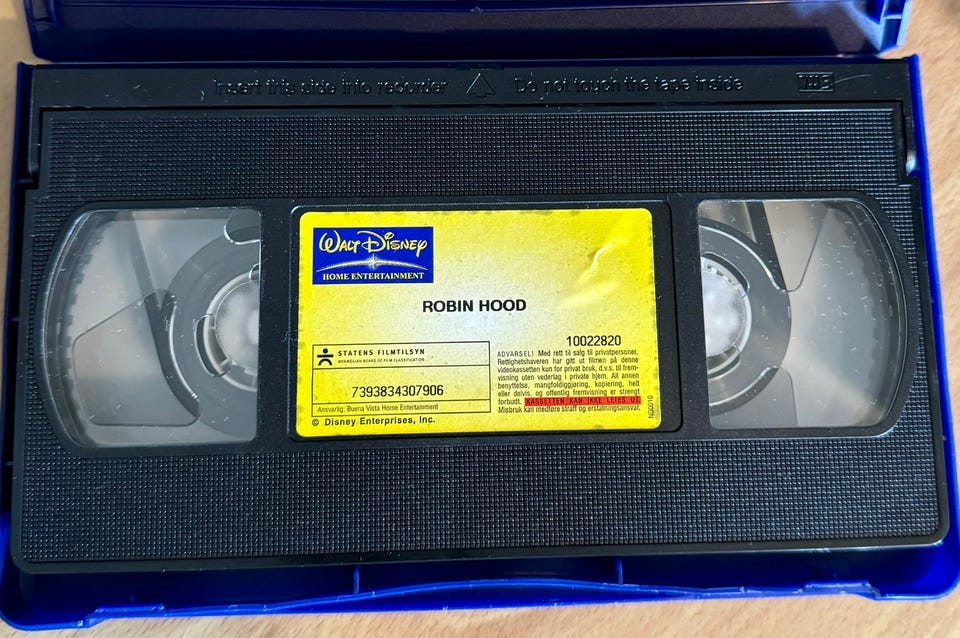 Insert this side into recorder
Do not touch the tape inside
VHS
WALT DISNEY
HOME ENTERTAINMENT
ROBIN HOOD
STATENS FILMTILSYN
NORWEGIAN BOARD OF FILM CLASSIFICATION
7393834307906
Ansvarlig: Buena Vista Home Entertainment
© Disney Enterprises, Inc.
10022820
ADVARSEL! Med rett til salg til privatpersoner.
Rettighetshaveren har gitt ut filmen på denne
videokassetten kun for privat bruk, d.v.s. til frem-
visning uten vederlag i private hjem. All annen
benyttelse, mangfoldiggjøring, kopiering, helt
eller delvis, og offentlig fremvisning er strengt
forbudt. KASSETTEN KAN IKKE LEIES UT.
Misbruk kan medføre straff og erstatningsansvar.